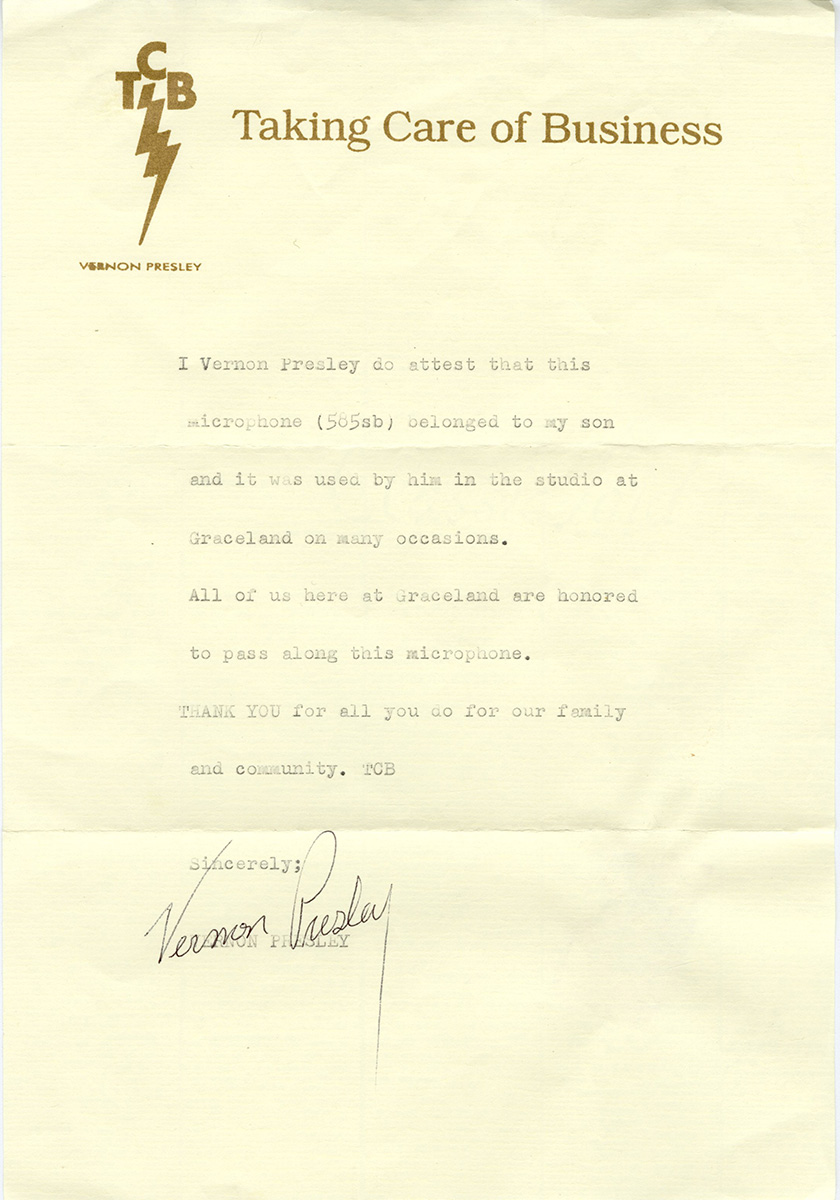 TCB
Taking Care of Business
VERNON PRESLEY
I Vernon Presley do attest that this
microphone (585sb) belonged to my son
and it was used by him in the studio at
Graceland on many occasions.
All of us here at Graceland are honored
to pass along this microphone.
THANK YOU for all you do for our family
and community. TCB
Sincerely;
Vernon Presley
VERNON PRESLEY